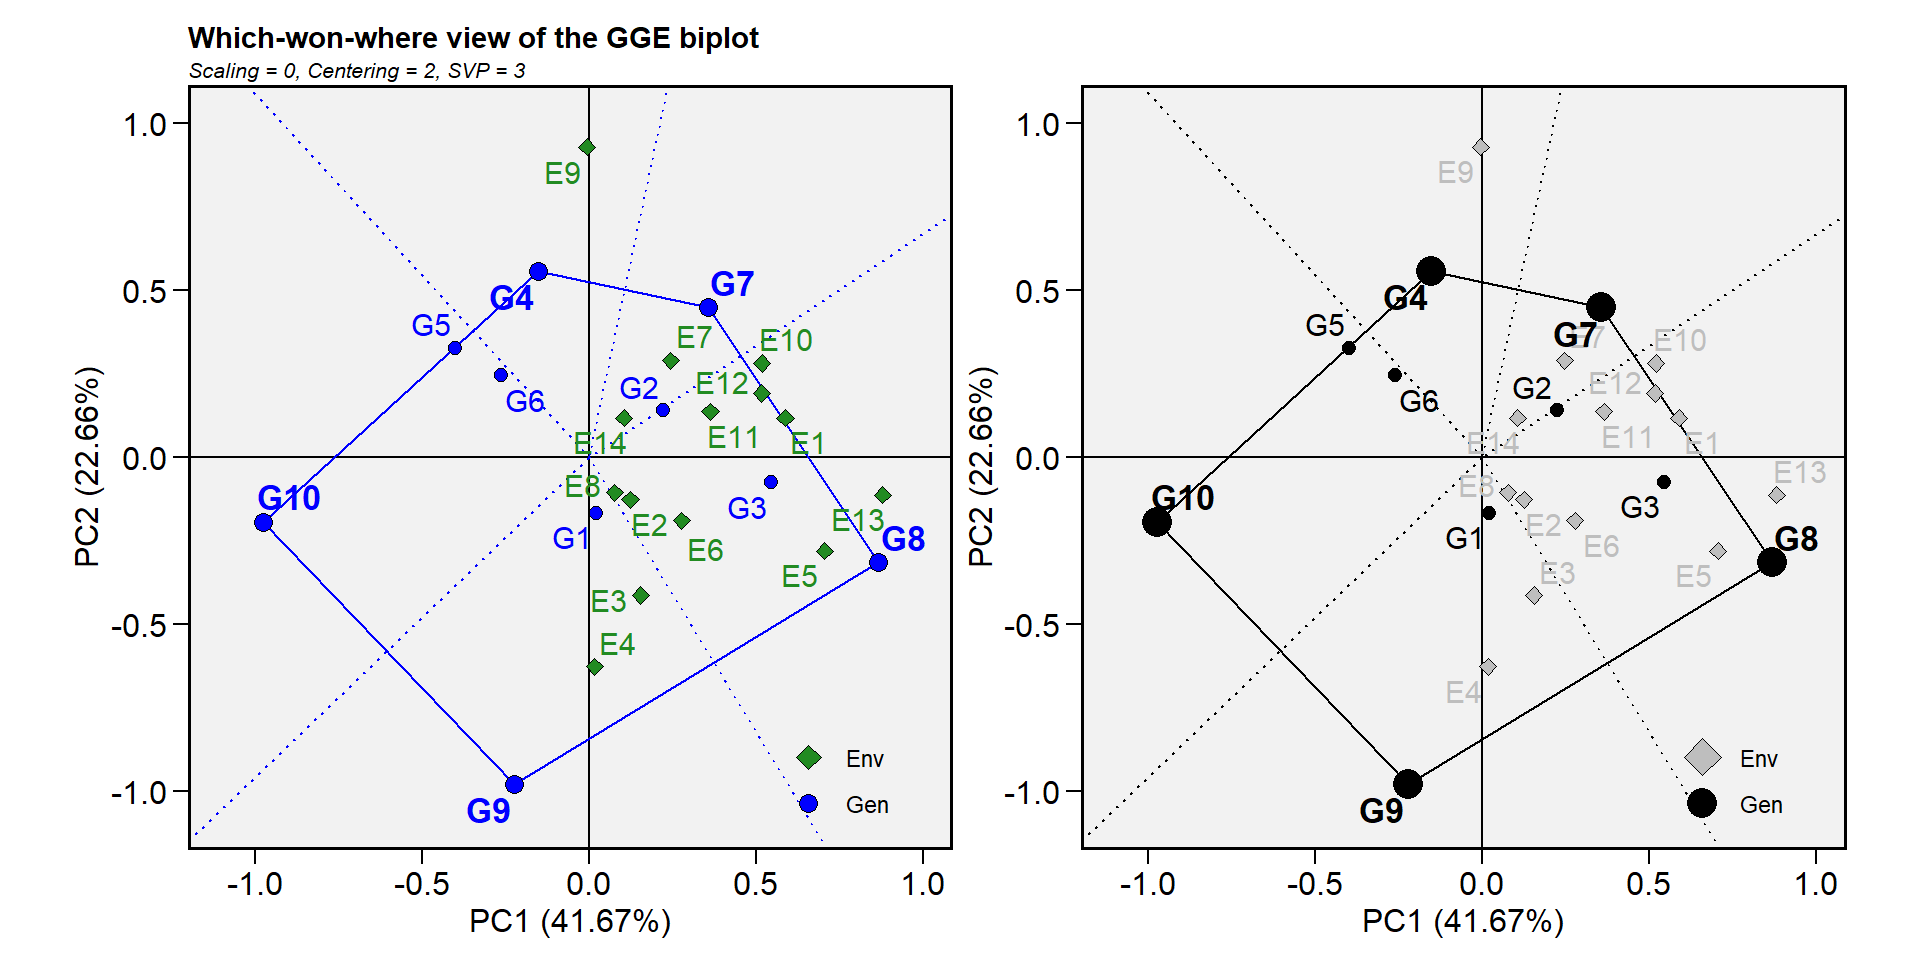 Which-won-where view of the GGE biplot
Scaling = 0, Centering = 2, SVP = 3
1.0
0.5
0.0
-0.5
-1.0
PC2 (22.66%)
E9
G4
G7
G5
E7
E10
G6
G2
E12
E14
E11
E1
G10
E8
G3
E13
G1
E2
E6
G8
E5
E3
E4
G9
Env
Gen
-1.0
-0.5
0.0
0.5
1.0
PC1 (41.67%)
1.0
0.5
0.0
-0.5
-1.0
PC2 (22.66%)
E9
G4
G5
G7
E7
E10
G6
G2
E12
E14
E11
E1
G10
E8
E13
G3
G1
E2
E6
G8
E3
E5
E4
G9
Env
Gen
-1.0
-0.5
0.0
0.5
1.0
PC1 (41.67%)